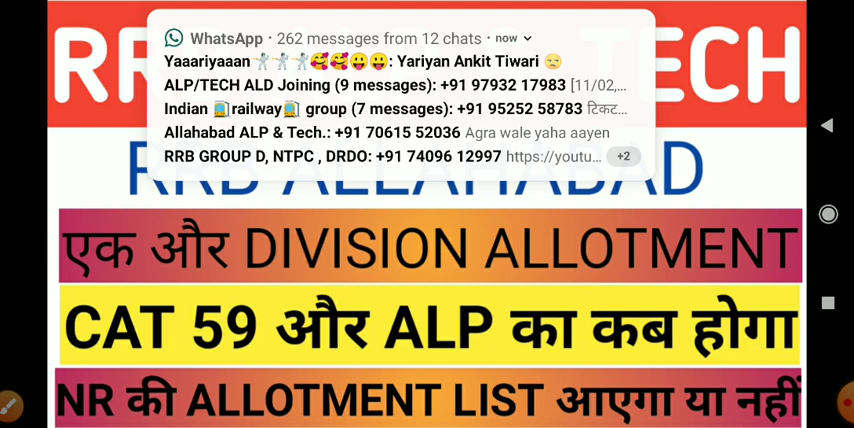 RR TECH
WhatsApp · 262 messages from 12 chats · now
Yaaariyaaan🤺🤺🤺🥰🥰😛😛: Yariyan Ankit Tiwari 😒
ALP/TECH ALD Joining (9 messages): +91 97932 17983 [11/02,...
Indian 🚉railway🚉 group (7 messages): +91 95252 58783 टिकट...
Allahabad ALP & Tech.: +91 70615 52036 Agra wale yaha aayen
RRB GROUP D, NTPC , DRDO: +91 74096 12997 https://youtu... +2
RRB ALLAHABAD
एक और DIVISION ALLOTMENT
CAT 59 और ALP का कब होगा
NR की ALLOTMENT LIST आएगा या नहीं